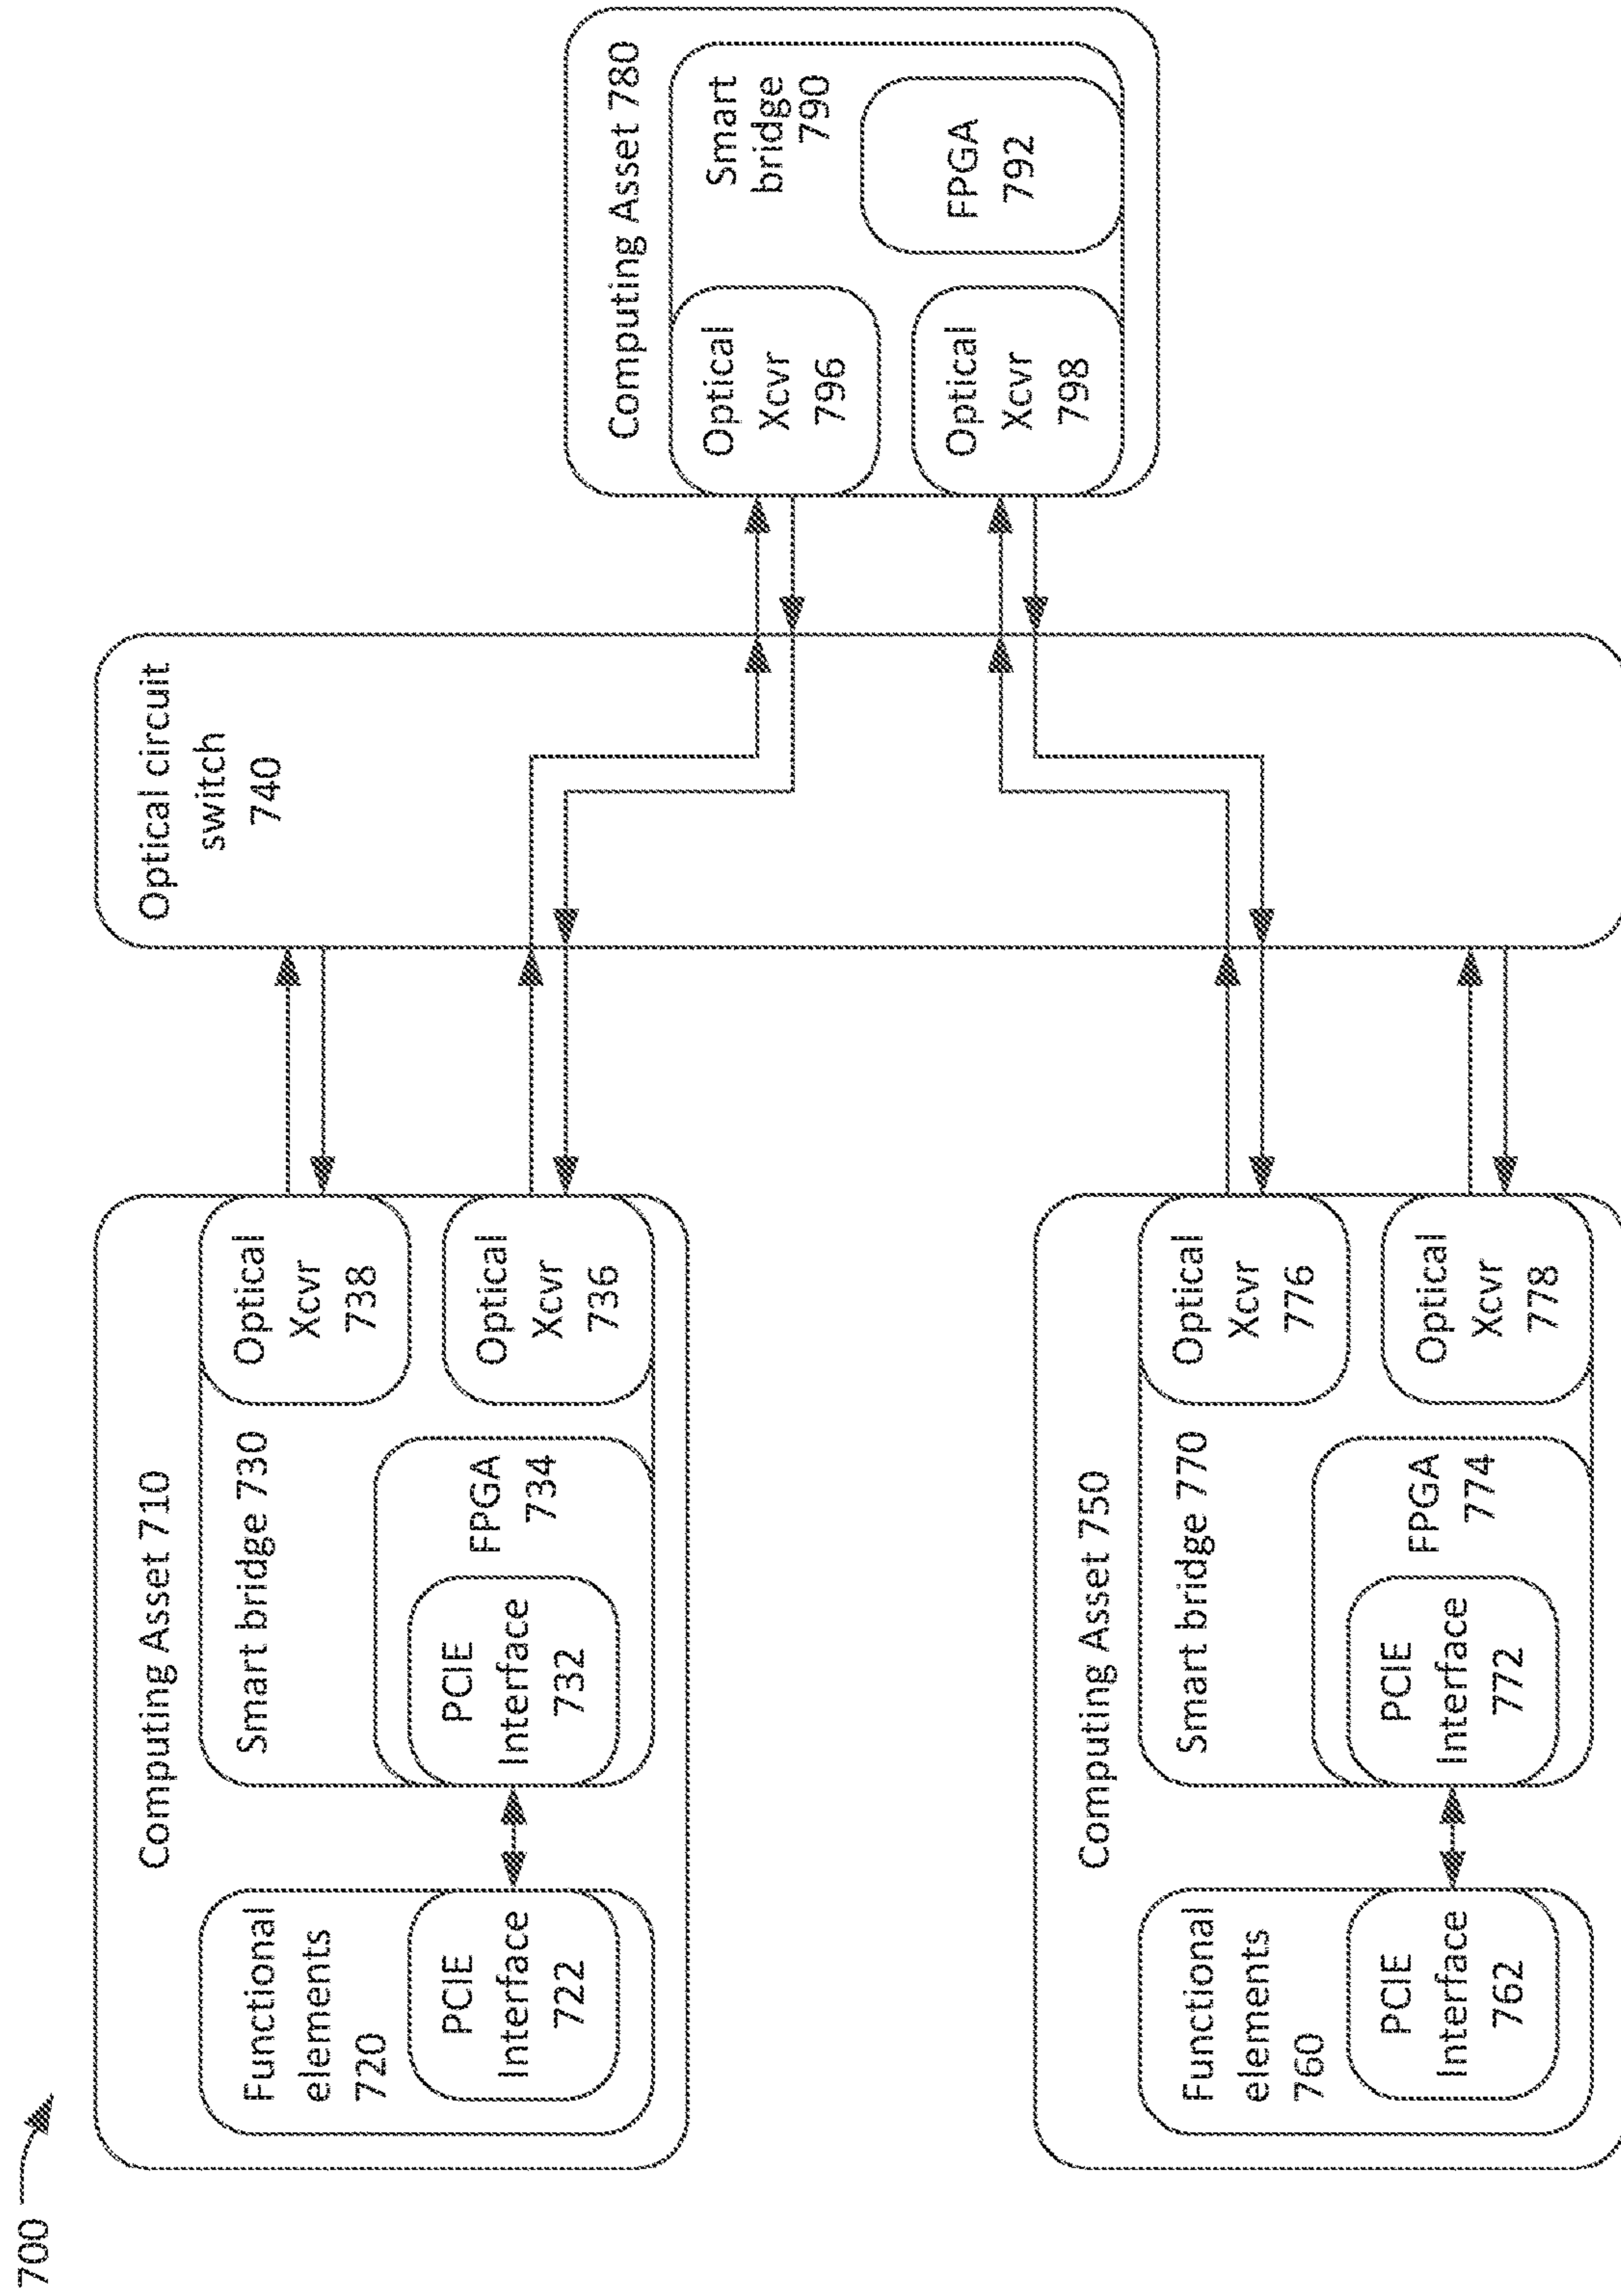 700
Computing Asset 710
Functional
elements
720
PCIE
Interface
722
Smart bridge 730
FPGA
734
PCIE
Interface
732
Optical
Xcvr
738
Optical
Xcvr
736
Optical circuit
switch
740
Computing Asset 780
Smart
bridge
790
Optical
Xcvr
796
Optical
Xcvr
798
FPGA
792
Computing Asset 750
Functional
elements
760
PCIE
Interface
762
Smart bridge 770
FPGA
774
PCIE
Interface
772
Optical
Xcvr
776
Optical
Xcvr
778